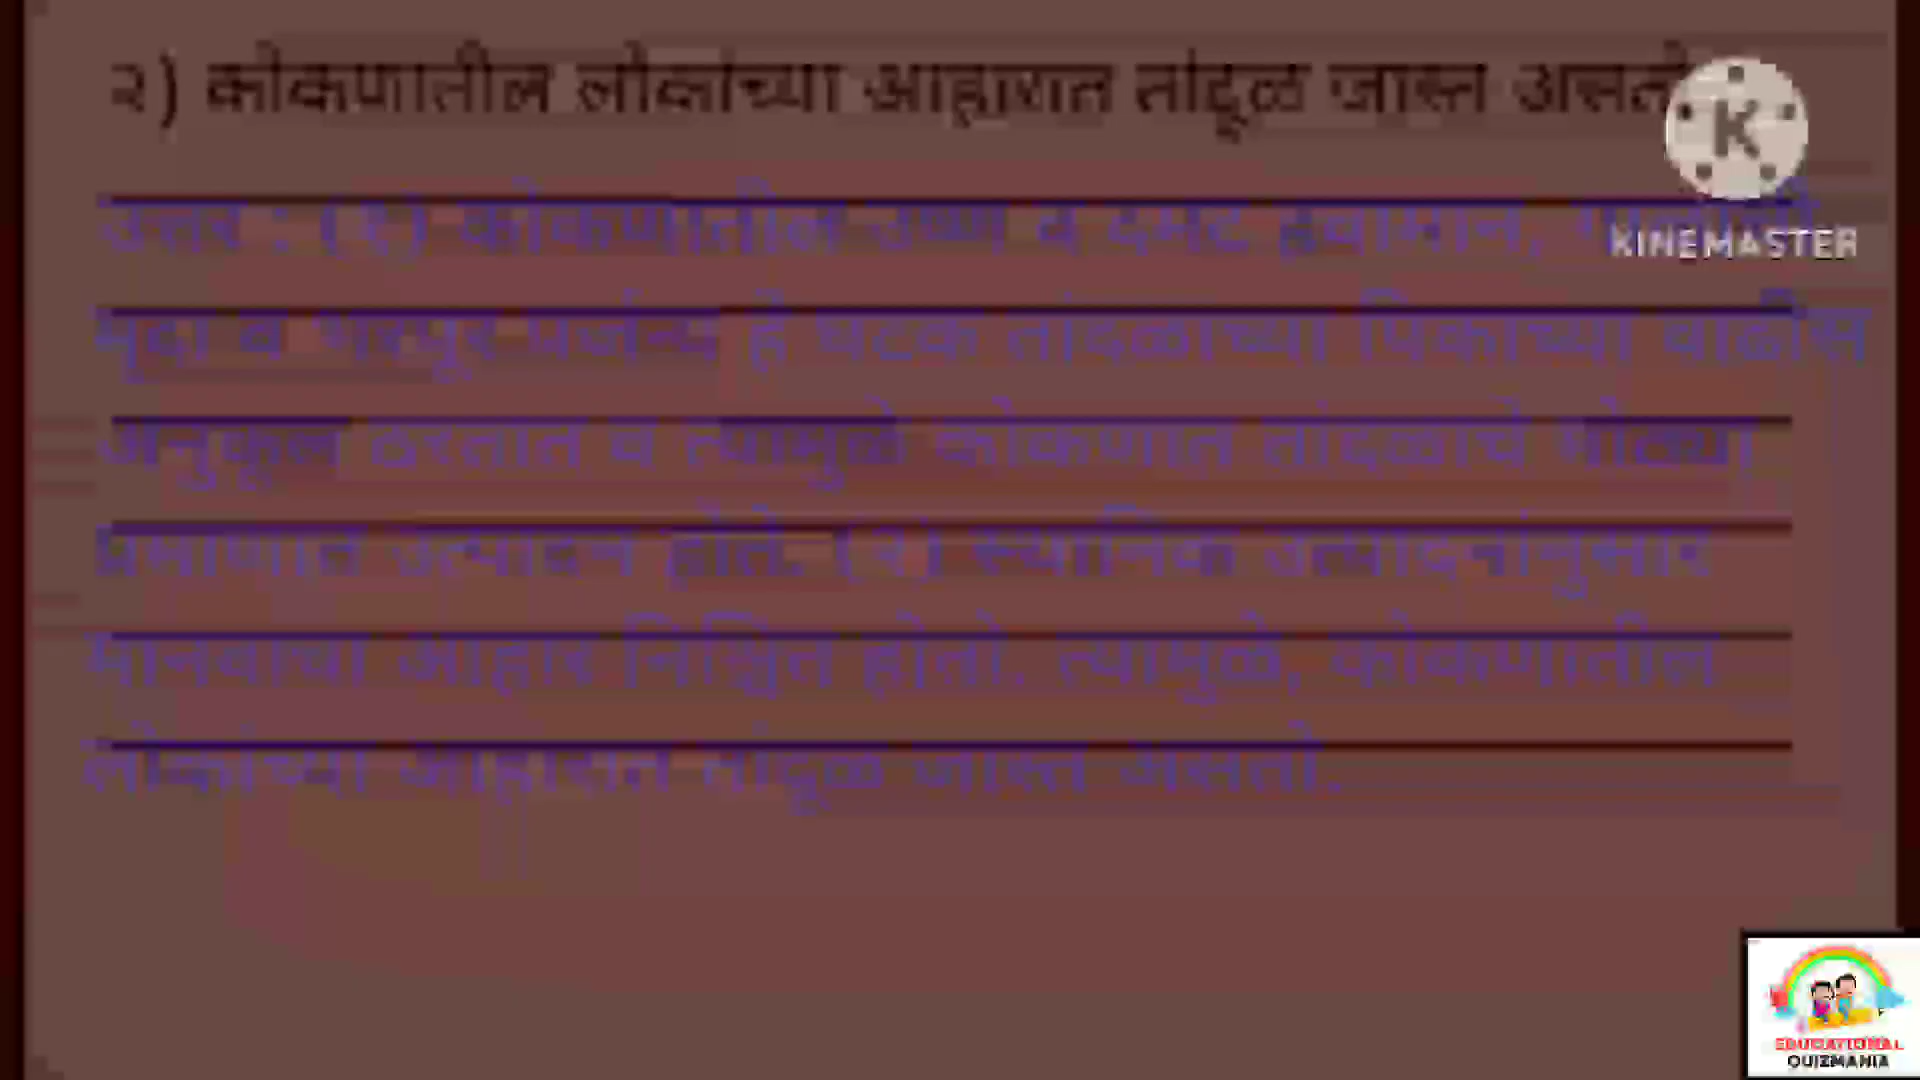 २) कोकणातील लोकांच्या आहारात तांदूळ जास्त असतो
K
उत्तर : (१) कोकणातील उष्ण व दमट हवामान,
KINEMASTER
मृदा व भरपूर पर्जन्य हे घटक तांदळाच्या पिकाच्या वाढीस
अनुकूल ठरतात व त्यामुळे कोकणात तांदळाचे मोठ्या
प्रमाणात उत्पादन होते. (२) स्थानिक उत्पादनांनुसार
मानवाचा आहार निश्चित होतो. त्यामुळे, कोकणातील
लोकांच्या आहारात तांदूळ जास्त असतो.
EDUCATIONAL
QUIZMANIA